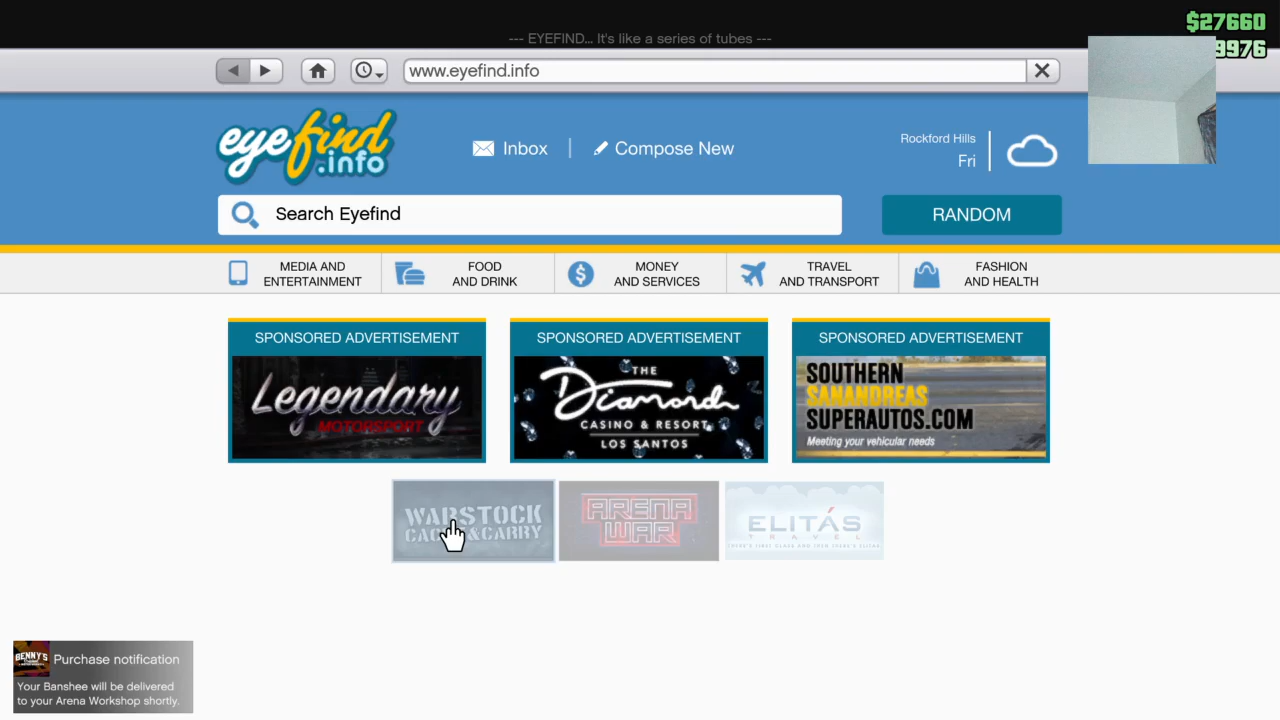 $27660
--- EYEFIND... It's like a series of tubes ---
9976
www.eyefind.info
eyefind
.info
Inbox
Compose New
Rockford Hills
Fri
Search Eyefind
RANDOM
MEDIA AND
ENTERTAINMENT
FOOD
AND DRINK
MONEY
AND SERVICES
TRAVEL
AND TRANSPORT
FASHION
AND HEALTH
SPONSORED ADVERTISEMENT
Legendary
MOTORSPORT
SPONSORED ADVERTISEMENT
THE
Diamond
CASINO & RESORT
LOS SANTOS
SPONSORED ADVERTISEMENT
SOUTHERN
SANANDREAS
SUPERAUTOS.COM
Meeting your vehicular needs
WARSTOCK
CACHE & CARRY
ARENA
WAR
ELITÁS
TRAVEL
BENNY'S
Purchase notification
Your Banshee will be delivered
to your Arena Workshop shortly.